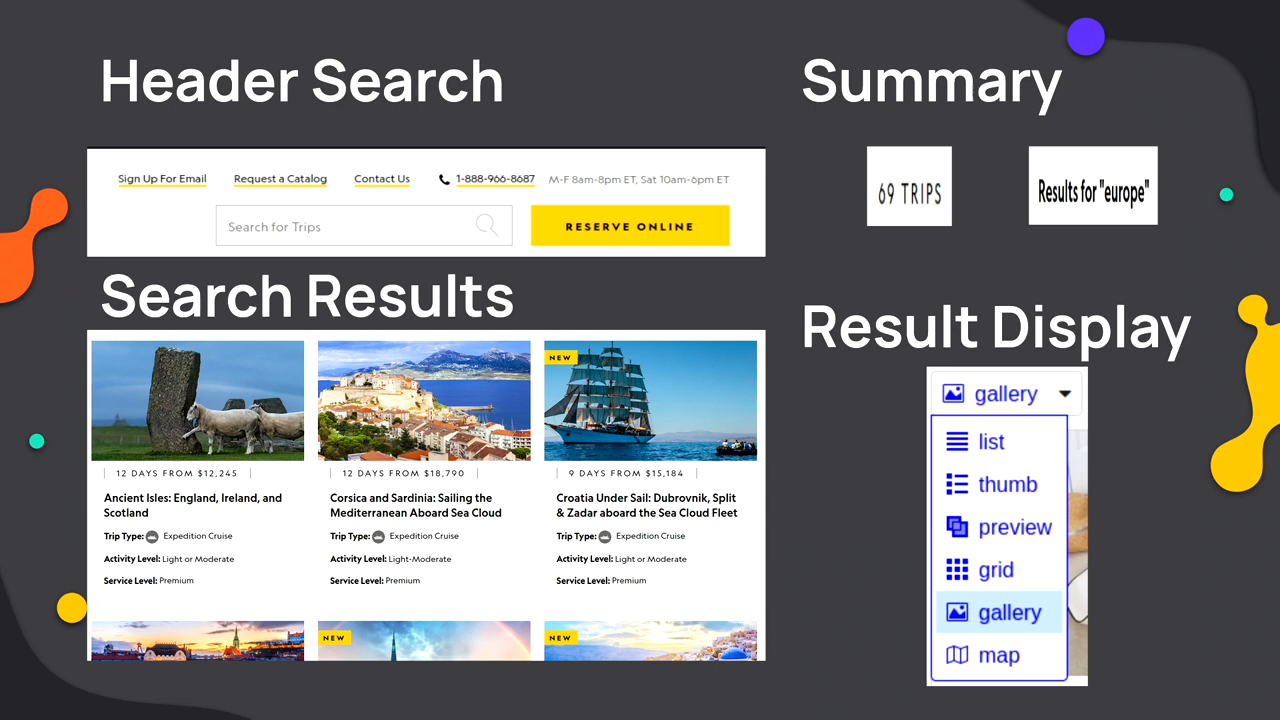 Header Search
Sign Up For Email Request a Catalog Contact Us 1-888-966-8687 M-F 8am-8pm ET, Sat 10am-6pm ET
Search for Trips RESERVE ONLINE
Search Results
NEW
12 DAYS FROM $12,245
Ancient Isles: England, Ireland, and
Scotland
Trip Type: Expedition Cruise
Activity Level: Light or Moderate
Service Level: Premium
12 DAYS FROM $18,790
Corsica and Sardinia: Sailing the
Mediterranean Aboard Sea Cloud
Trip Type: Expedition Cruise
Activity Level: Light-Moderate
Service Level: Premium
9 DAYS FROM $15,184
Croatia Under Sail: Dubrovnik, Split
& Zadar aboard the Sea Cloud Fleet
Trip Type: Expedition Cruise
Activity Level: Light or Moderate
Service Level: Premium
NEW
NEW
Summary
69 TRIPS
Results for "europe"
Result Display
gallery
list
thumb
preview
grid
gallery
map